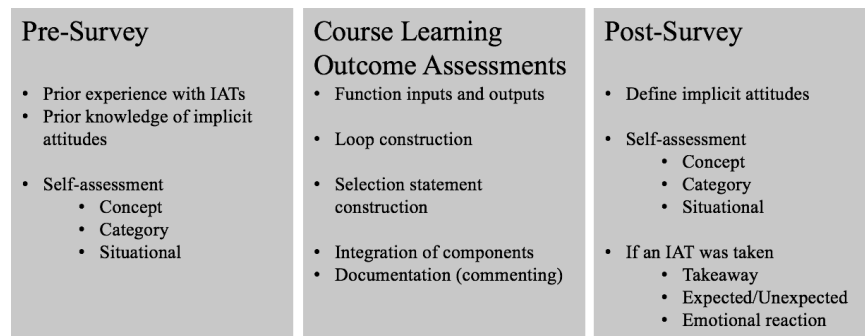 Pre-Survey
• Prior experience with IATs
• Prior knowledge of implicit
attitudes
• Self-assessment
• Concept
• Category
• Situational
Course Learning
Outcome Assessments
• Function inputs and outputs
• Loop construction
• Selection statement
construction
• Integration of components
• Documentation (commenting)
Post-Survey
• Define implicit attitudes
• Self-assessment
• Concept
• Category
• Situational
• If an IAT was taken
• Takeaway
• Expected/Unexpected
• Emotional reaction